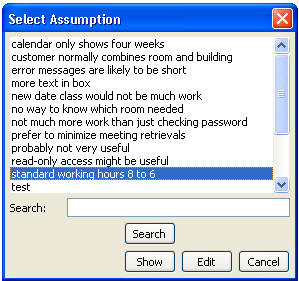 Select Assumption
calendar only shows four weeks
customer normally combines room and building
error messages are likely to be short
more text in box
new date class would not be much work
no way to know which room needed
not much more work than just checking password
prefer to minimize meeting retrievals
probably not very useful
read-only access might be useful
standard working hours 8 to 6
test
Search:
Search
Show Edit Cancel